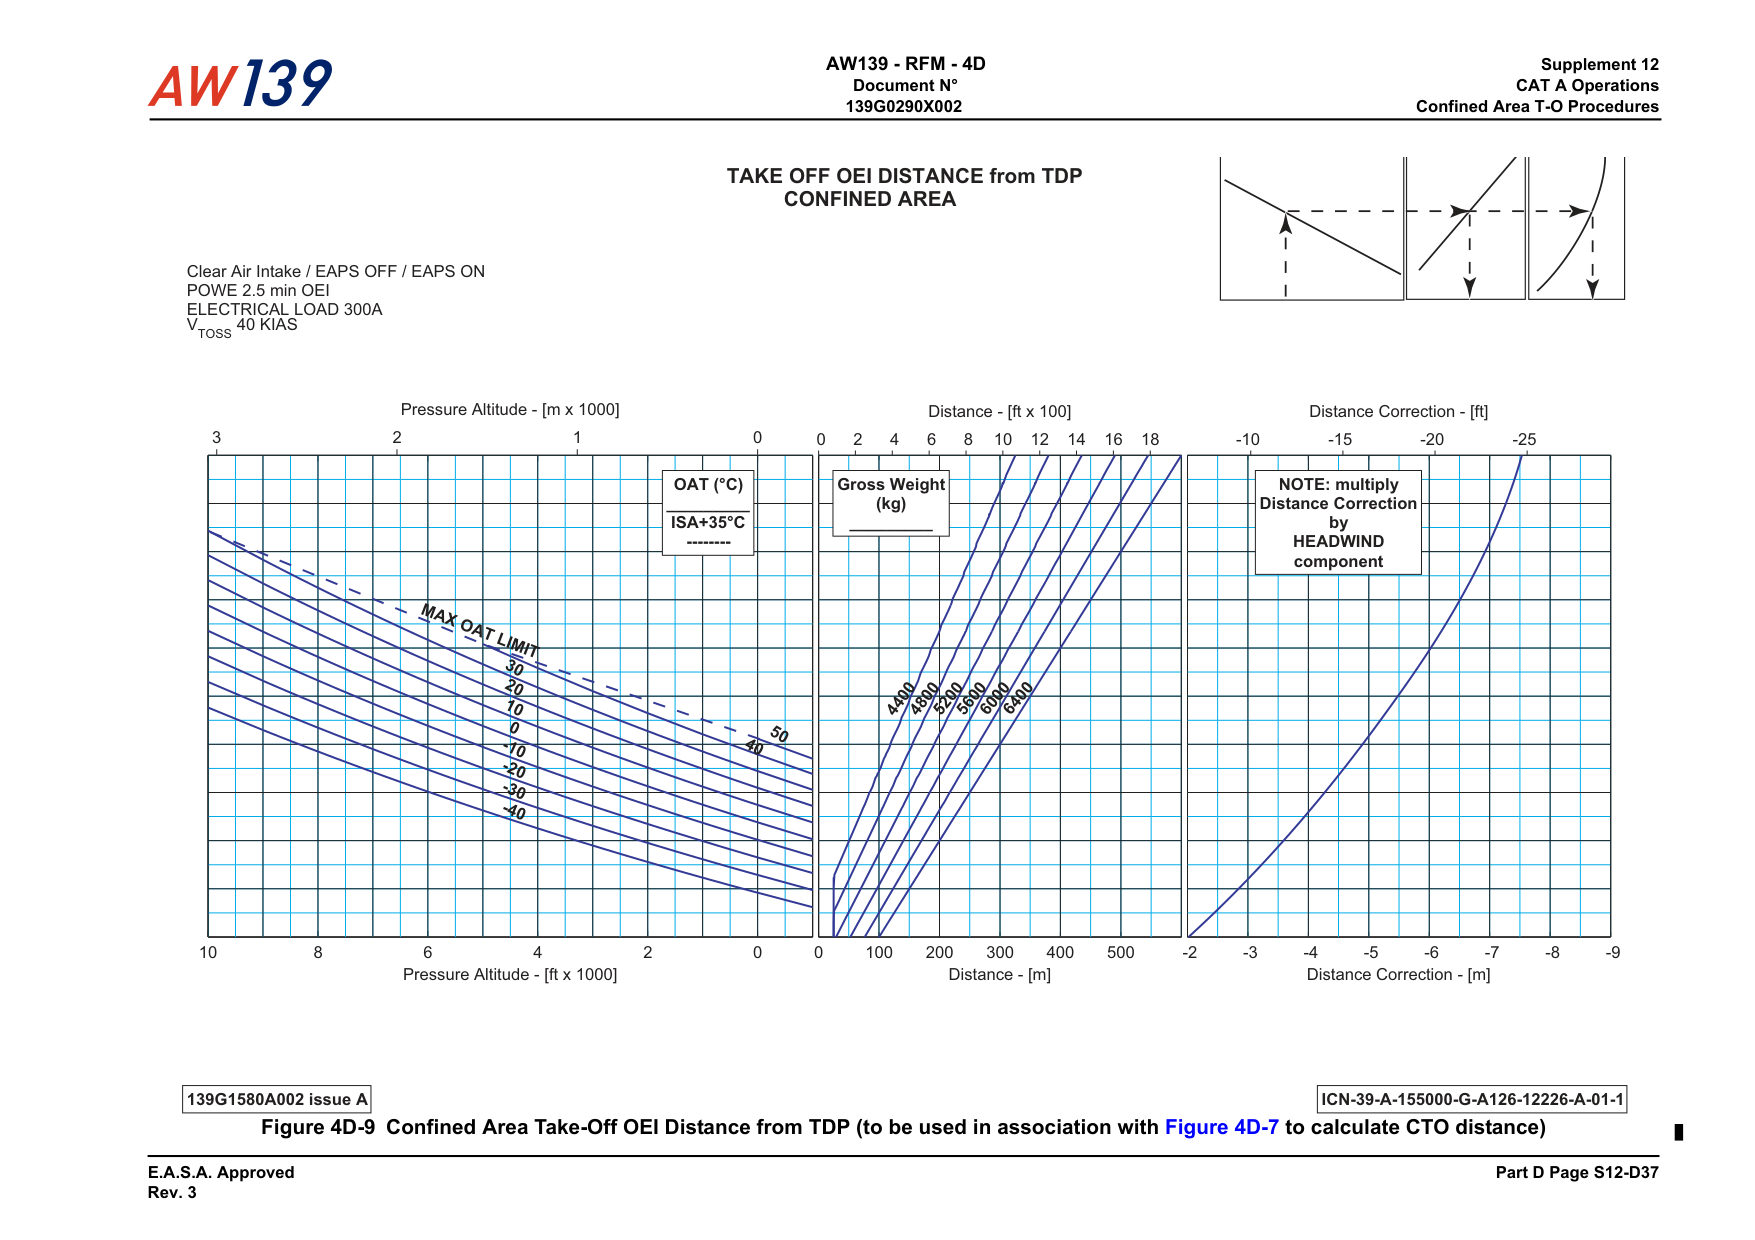 AW139
AW139 - RFM - 4D
Document N°
139G0290X002
Supplement 12
CAT A Operations
Confined Area T-O Procedures
TAKE OFF OEI DISTANCE from TDP
CONFINED AREA
Clear Air Intake / EAPS OFF / EAPS ON
POWE 2.5 min OEI
ELECTRICAL LOAD 300A
VTOSS 40 KIAS
Pressure Altitude - [m x 1000]
3 2 1 0
OAT (°C)
ISA+35°C
MAX OAT LIMIT
50
40
30
20
10
0
-10
-20
-30
-40
10 8 6 4 2 0
Pressure Altitude - [ft x 1000]
Distance - [ft x 100]
0 2 4 6 8 10 12 14 16 18
Gross Weight
(kg)
4400 4800 5200 5600 6000 6400
0 100 200 300 400 500
Distance - [m]
Distance Correction - [ft]
-10 -15 -20 -25
NOTE: multiply
Distance Correction
by
HEADWIND
component
-2 -3 -4 -5 -6 -7 -8 -9
Distance Correction - [m]
139G1580A002 issue A
ICN-39-A-155000-G-A126-12226-A-01-1
Figure 4D-9 Confined Area Take-Off OEI Distance from TDP (to be used in association with Figure 4D-7 to calculate CTO distance)
E.A.S.A. Approved
Rev. 3
Part D Page S12-D37